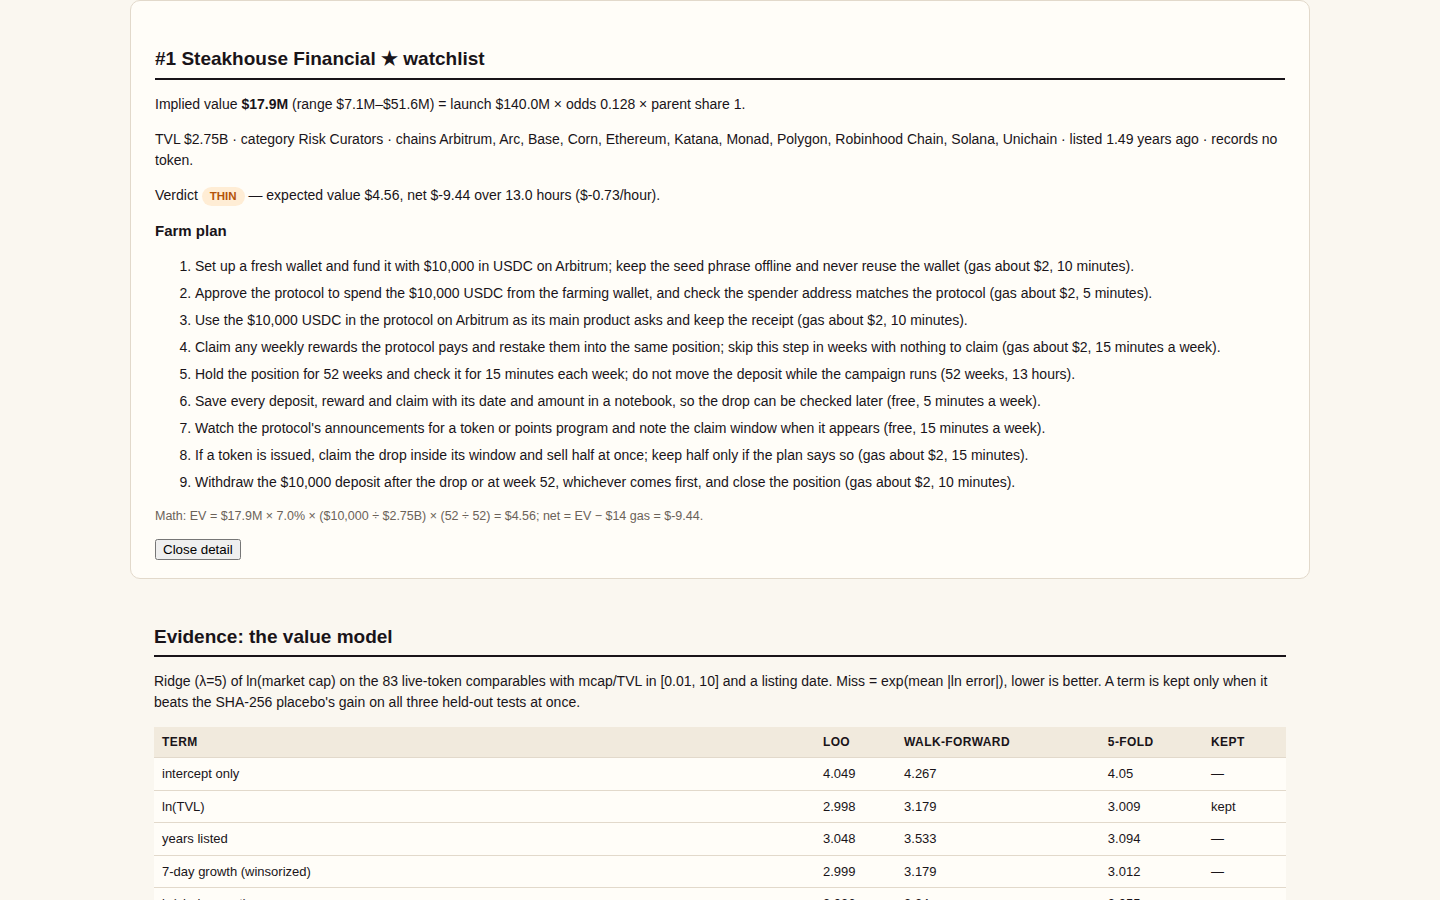 #1 Steakhouse Financial ★ watchlist
Implied value $17.9M (range $7.1M–$51.6M) = launch $140.0M × odds 0.128 × parent share 1.
TVL $2.75B · category Risk Curators · chains Arbitrum, Arc, Base, Corn, Ethereum, Katana, Monad, Polygon, Robinhood Chain, Solana, Unichain · listed 1.49 years ago · records no
token.
Verdict THIN — expected value $4.56, net $-9.44 over 13.0 hours ($-0.73/hour).
Farm plan
1. Set up a fresh wallet and fund it with $10,000 in USDC on Arbitrum; keep the seed phrase offline and never reuse the wallet (gas about $2, 10 minutes).
2. Approve the protocol to spend the $10,000 USDC from the farming wallet, and check the spender address matches the protocol (gas about $2, 5 minutes).
3. Use the $10,000 USDC in the protocol on Arbitrum as its main product asks and keep the receipt (gas about $2, 10 minutes).
4. Claim any weekly rewards the protocol pays and restake them into the same position; skip this step in weeks with nothing to claim (gas about $2, 15 minutes a week).
5. Hold the position for 52 weeks and check it for 15 minutes each week; do not move the deposit while the campaign runs (52 weeks, 13 hours).
6. Save every deposit, reward and claim with its date and amount in a notebook, so the drop can be checked later (free, 5 minutes a week).
7. Watch the protocol's announcements for a token or points program and note the claim window when it appears (free, 15 minutes a week).
8. If a token is issued, claim the drop inside its window and sell half at once; keep half only if the plan says so (gas about $2, 15 minutes).
9. Withdraw the $10,000 deposit after the drop or at week 52, whichever comes first, and close the position (gas about $2, 10 minutes).
Math: EV = $17.9M × 7.0% × ($10,000 ÷ $2.75B) × (52 ÷ 52) = $4.56; net = EV − $14 gas = $-9.44.
Close detail
Evidence: the value model
Ridge (λ=5) of ln(market cap) on the 83 live-token comparables with mcap/TVL in [0.01, 10] and a listing date. Miss = exp(mean |ln error|), lower is better. A term is kept only when it
beats the SHA-256 placebo's gain on all three held-out tests at once.
TERM LOO WALK-FORWARD 5-FOLD KEPT
intercept only 4.049 4.267 4.05 —
ln(TVL) 2.998 3.179 3.009 kept
years listed 3.048 3.533 3.094 —
7-day growth (winsorized) 2.999 3.179 3.012 —